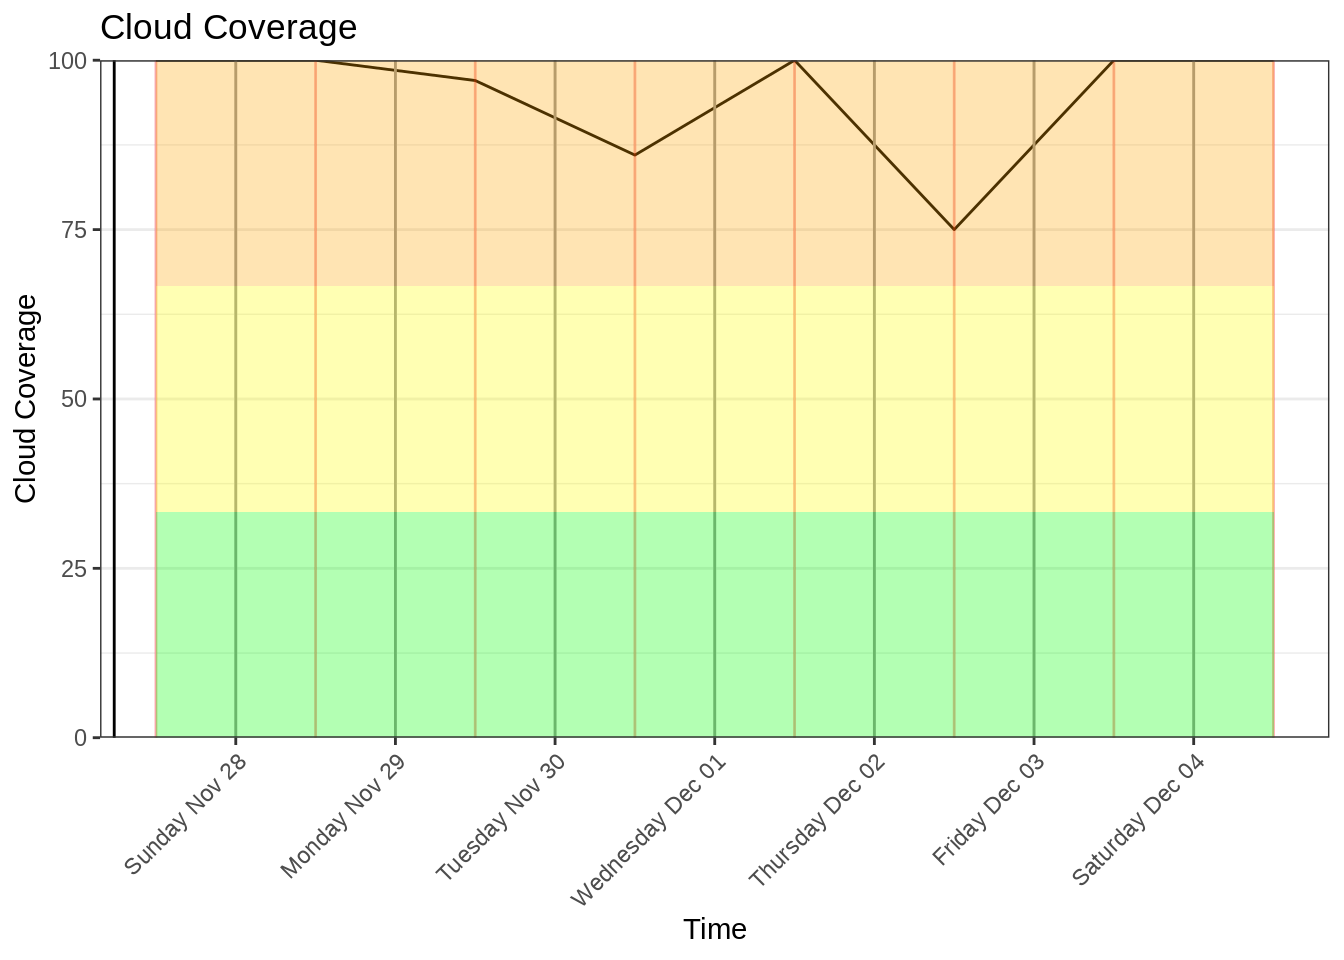 Cloud Coverage
Cloud Coverage
100
75
50
25
0
Sunday Nov 28
Monday Nov 29
Tuesday Nov 30
Wednesday Dec 01
Thursday Dec 02
Friday Dec 03
Saturday Dec 04
Time